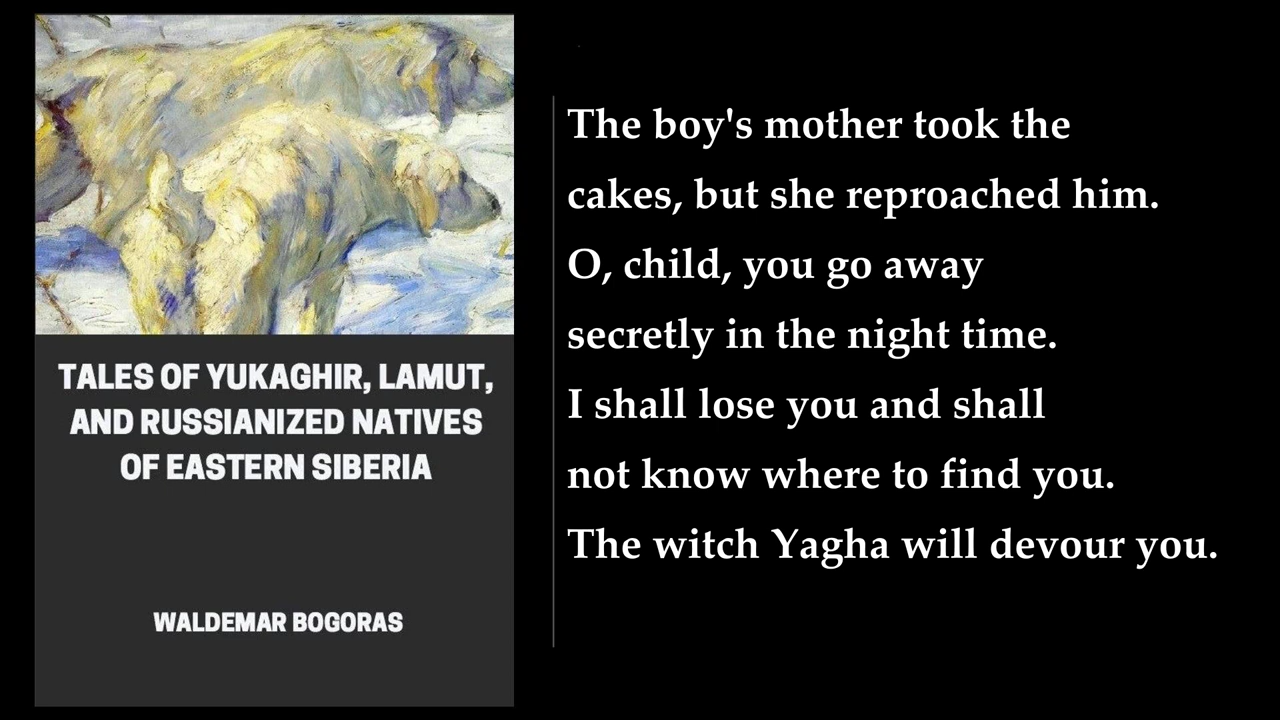 TALES OF YUKAGHIR, LAMUT,
AND RUSSIANIZED NATIVES
OF EASTERN SIBERIA
WALDEMAR BOGORAS
The boy's mother took the
cakes, but she reproached him.
O, child, you go away
secretly in the night time.
I shall lose you and shall
not know where to find you.
The witch Yagha will devour you.